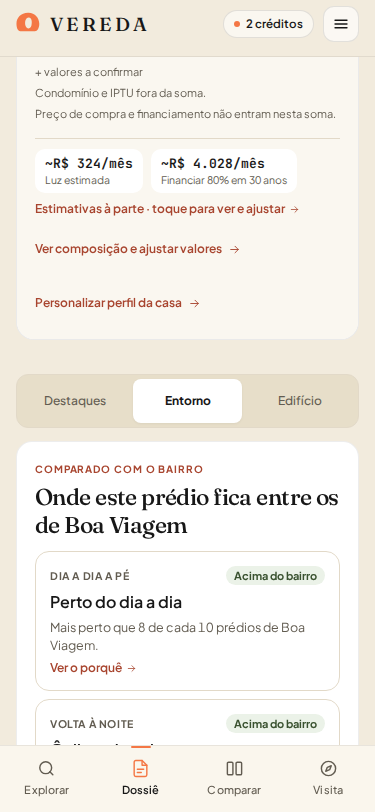 VEREDA
2 créditos
+ valores a confirmar
Condomínio e IPTU fora da soma.
Preço de compra e financiamento não entram nesta soma.
~R$ 324/mês
Luz estimada
~R$ 4.028/mês
Financiar 80% em 30 anos
Estimativas à parte · toque para ver e ajustar →
Ver composição e ajustar valores →
Personalizar perfil da casa →
Destaques
Entorno
Edifício
COMPARADO COM O BAIRRO
Onde este prédio fica entre os
de Boa Viagem
DIA A DIA A PÉ
Acima do bairro
Perto do dia a dia
Mais perto que 8 de cada 10 prédios de Boa
Viagem.
Ver o porquê →
VOLTA À NOITE
Acima do bairro
Explorar
Dossiê
Comparar
Visita